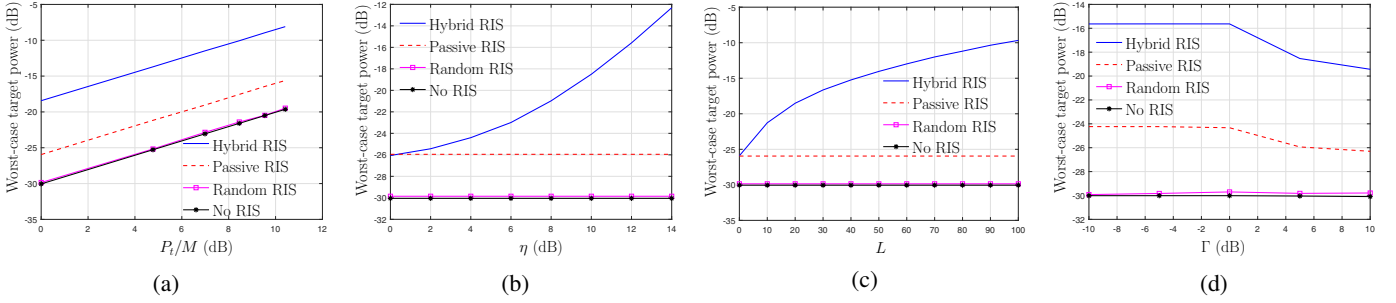 Worst-case target power (dB)
-5
-10
-15
-20
-25
-30
-35
0 2 4 6 8 10 12
P_t/M (dB)
Hybrid RIS
Passive RIS
Random RIS
No RIS
(a)
Worst-case target power (dB)
-12
-14
-16
-18
-20
-22
-24
-26
-28
-30
-32
0 2 4 6 8 10 12 14
η (dB)
Hybrid RIS
Passive RIS
Random RIS
No RIS
(b)
Worst-case target power (dB)
-5
-10
-15
-20
-25
-30
-35
0 10 20 30 40 50 60 70 80 90 100
L
Hybrid RIS
Passive RIS
Random RIS
No RIS
(c)
Worst-case target power (dB)
-14
-16
-18
-20
-22
-24
-26
-28
-30
-32
-10 -8 -6 -4 -2 0 2 4 6 8 10
Γ (dB)
Hybrid RIS
Passive RIS
Random RIS
No RIS
(d)